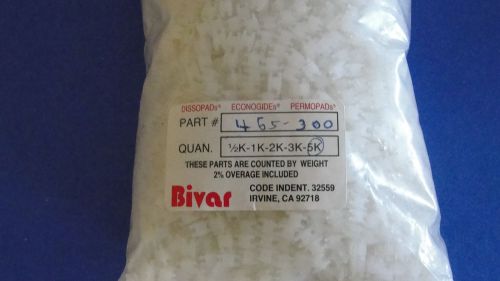 DISSOPADs® ECONOGIDEs® PERMOPADs®
PART # 465-300
QUAN. ½K-1K-2K-3K-5K
THESE PARTS ARE COUNTED BY WEIGHT
2% OVERAGE INCLUDED
Bivar CODE INDENT. 32559
IRVINE, CA 92718